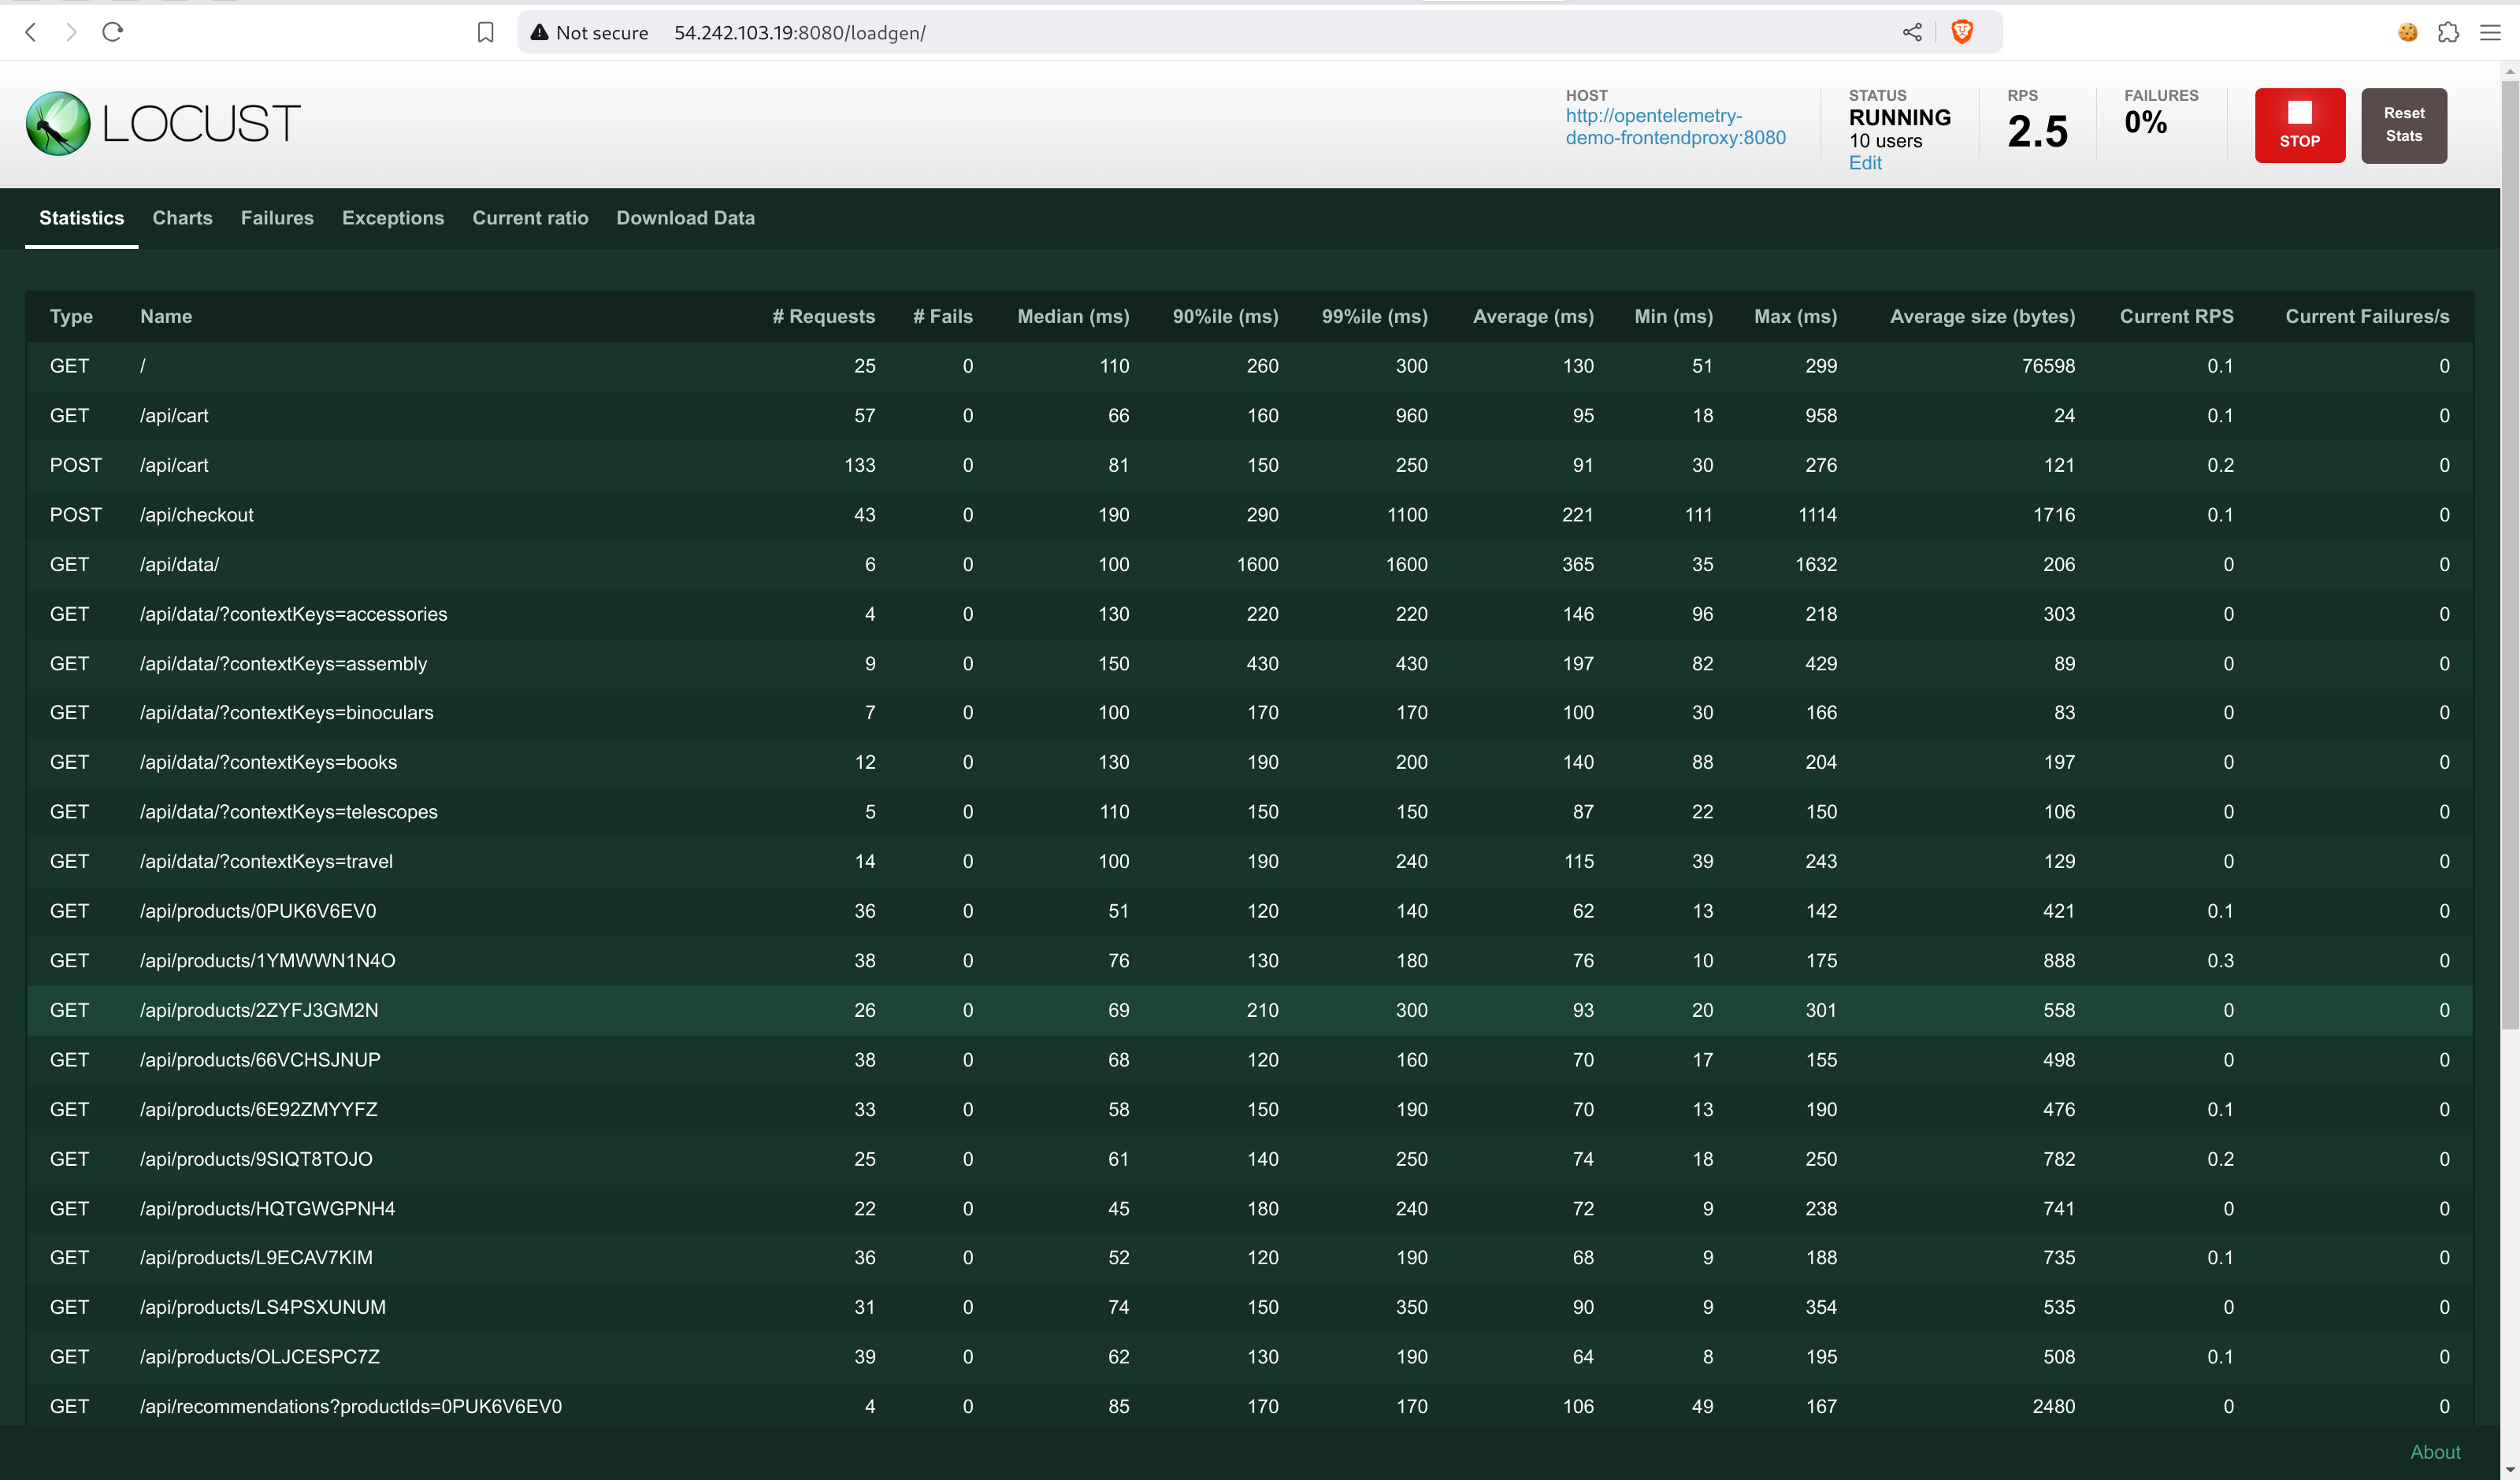 Not secure 54.242.103.19:8080/loadgen/
LOCUST
HOST
http://opentelemetry-
demo-frontendproxy:8080
STATUS
RUNNING
10 users
Edit
RPS
2.5
FAILURES
0%
STOP
Reset
Stats
Statistics Charts Failures Exceptions Current ratio Download Data
Type Name # Requests # Fails Median (ms) 90%ile (ms) 99%ile (ms) Average (ms) Min (ms) Max (ms) Average size (bytes) Current RPS Current Failures/s
GET / 25 0 110 260 300 130 51 299 76598 0.1 0
GET /api/cart 57 0 66 160 960 95 18 958 24 0.1 0
POST /api/cart 133 0 81 150 250 91 30 276 121 0.2 0
POST /api/checkout 43 0 190 290 1100 221 111 1114 1716 0.1 0
GET /api/data/ 6 0 100 1600 1600 365 35 1632 206 0 0
GET /api/data/?contextKeys=accessories 4 0 130 220 220 146 96 218 303 0 0
GET /api/data/?contextKeys=assembly 9 0 150 430 430 197 82 429 89 0 0
GET /api/data/?contextKeys=binoculars 7 0 100 170 170 100 30 166 83 0 0
GET /api/data/?contextKeys=books 12 0 130 190 200 140 88 204 197 0 0
GET /api/data/?contextKeys=telescopes 5 0 110 150 150 87 22 150 106 0 0
GET /api/data/?contextKeys=travel 14 0 100 190 240 115 39 243 129 0 0
GET /api/products/0PUK6V6EV0 36 0 51 120 140 62 13 142 421 0.1 0
GET /api/products/1YMWWN1N4O 38 0 76 130 180 76 10 175 888 0.3 0
GET /api/products/2ZYFJ3GM2N 26 0 69 210 300 93 20 301 558 0 0
GET /api/products/66VCHSJNUP 38 0 68 120 160 70 17 155 498 0 0
GET /api/products/6E92ZMYYFZ 33 0 58 150 190 70 13 190 476 0.1 0
GET /api/products/9SIQT8TOJO 25 0 61 140 250 74 18 250 782 0.2 0
GET /api/products/HQTGWGPNH4 22 0 45 180 240 72 9 238 741 0 0
GET /api/products/L9ECAV7KIM 36 0 52 120 190 68 9 188 735 0.1 0
GET /api/products/LS4PSXUNUM 31 0 74 150 350 90 9 354 535 0 0
GET /api/products/OLJCESPC7Z 39 0 62 130 190 64 8 195 508 0.1 0
GET /api/recommendations?productIds=0PUK6V6EV0 4 0 85 170 170 106 49 167 2480 0 0
About